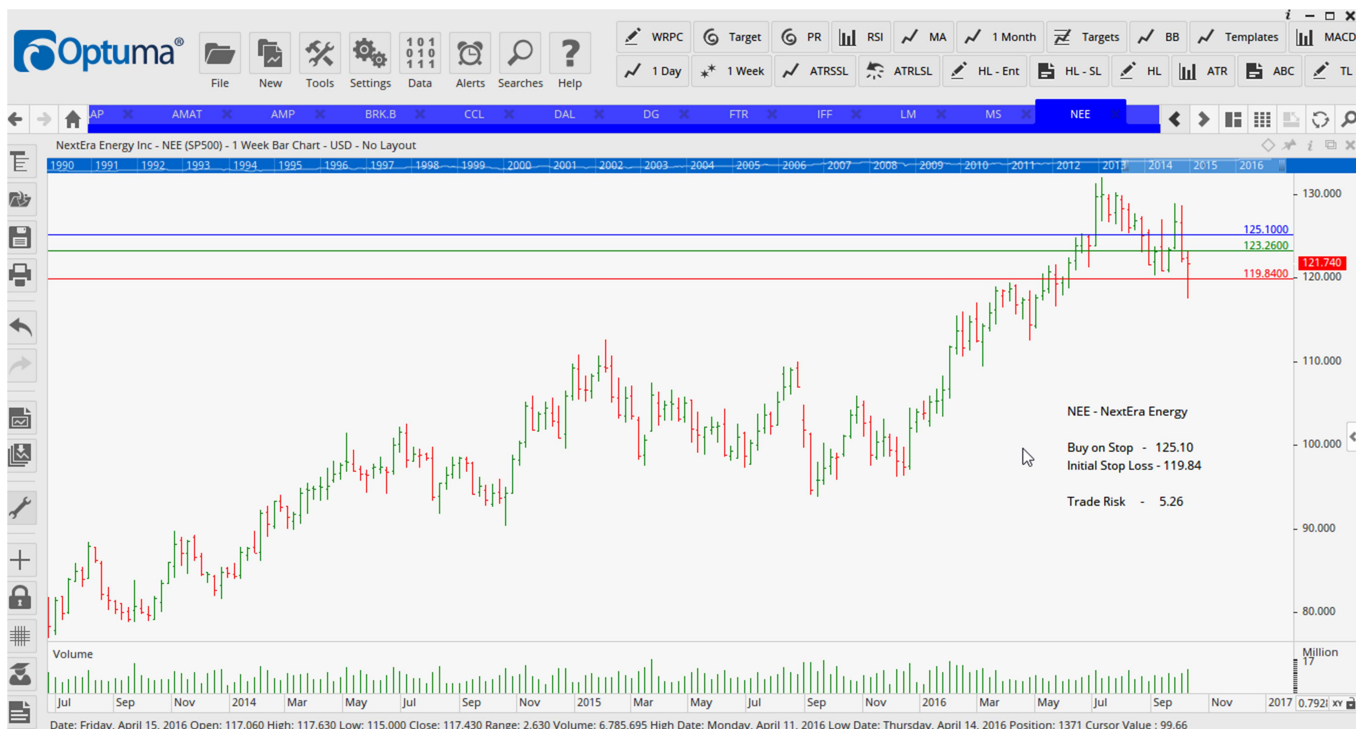 Optuma®
File New Tools Settings Data Alerts Searches Help
WRPC Target PR RSI MA 1 Month Targets BB Templates MACD
1 Day 1 Week ATRSSL ATRLSL HL - Ent HL - SL HL ATR ABC TL
AP AMAT AMP BRK.B CCL DAL DG FTR IFF LM MS NEE
NextEra Energy Inc - NEE (SP500) - 1 Week Bar Chart - USD - No Layout
1990 1991 1992 1993 1994 1995 1996 1997 1998 1999 2000 2001 2002 2003 2004 2005 2006 2007 2008 2009 2010 2011 2012 2013 2014 2015 2016
130.000
125.1000
123.2600
121.740
119.8400
120.000
110.000
NEE - NextEra Energy
100.000
Buy on Stop - 125.10
Initial Stop Loss - 119.84
Trade Risk - 5.26
90.000
80.000
Volume
Million
17
Jul Sep Nov 2014 Mar May Jul Sep Nov 2015 Mar May Jul Sep Nov 2016 Mar May Jul Sep Nov 2017 0.792 XY
Date: Friday, April 15, 2016 Open: 117.060 High: 117.630 Low: 115.000 Close: 117.430 Range: 2.630 Volume: 6,785,695 High Date: Monday, April 11, 2016 Low Date: Thursday, April 14, 2016 Position: 1371 Cursor Value : 99.66